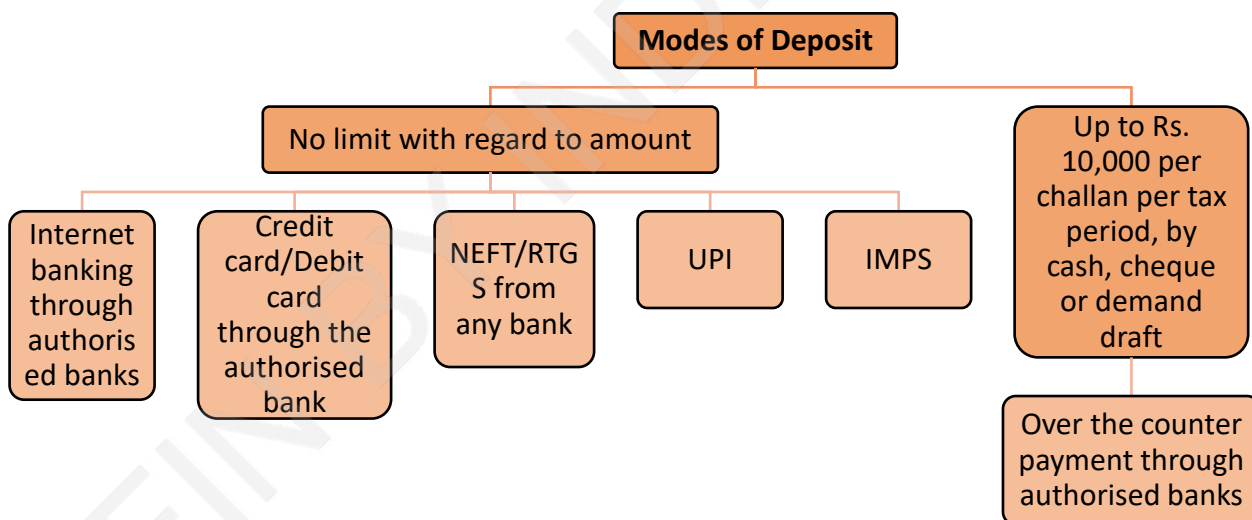 Modes of Deposit
No limit with regard to amount
Up to Rs.
10,000 per
challan per tax
period, by
cash, cheque
or demand
draft
Internet
banking
through
authoris
ed banks
Credit
card/Debit
card
through the
authorised
bank
NEFT/RTG
S from
any bank
UPI
IMPS
Over the counter
payment through
authorised banks